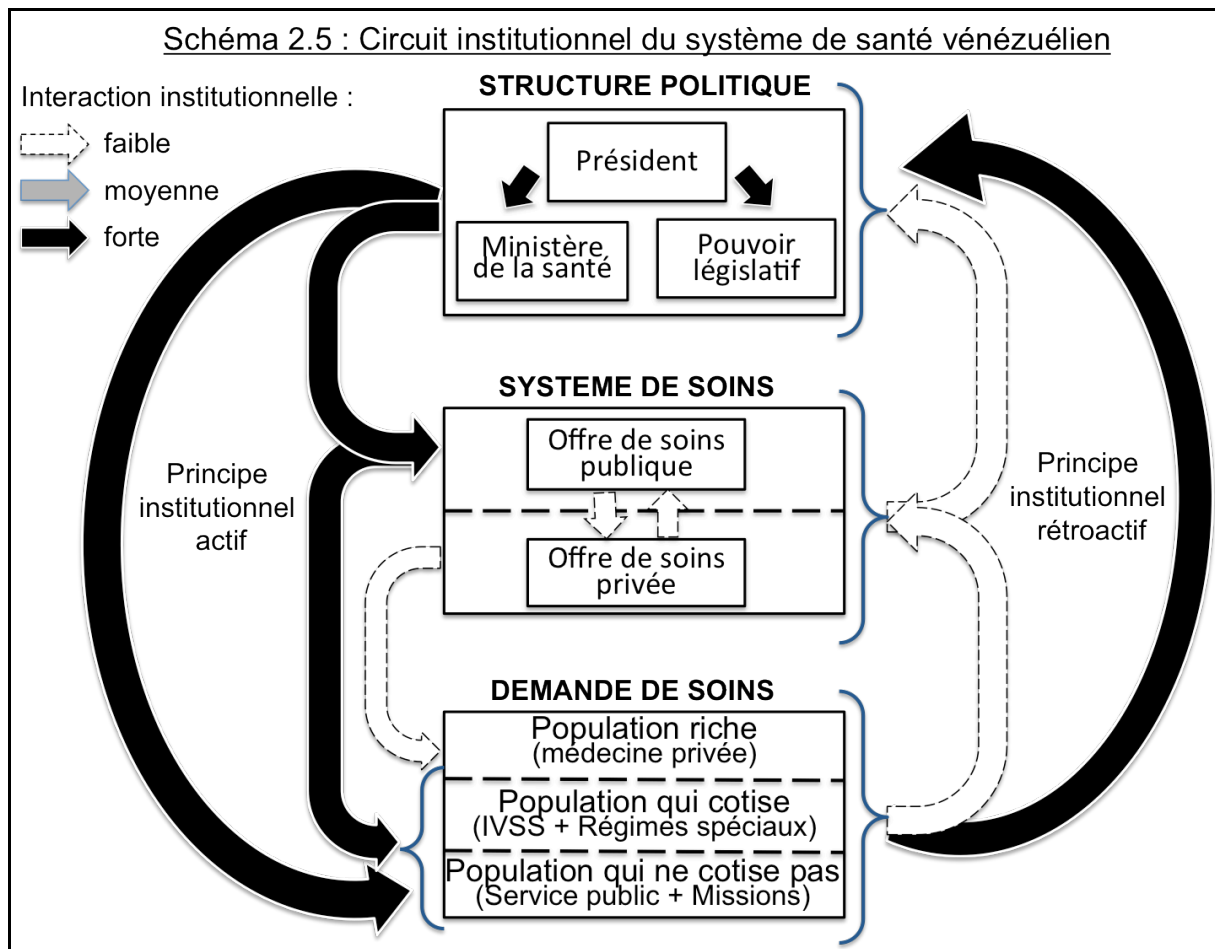 Schéma 2.5 : Circuit institutionnel du système de santé vénézuélien
Interaction institutionnelle :
faible
moyenne
forte
STRUCTURE POLITIQUE
Président
Ministère
de la santé
Pouvoir
législatif
SYSTEME DE SOINS
Offre de soins
publique
Offre de soins
privée
Principe
institutionnel
actif
Principe
institutionnel
rétroactif
DEMANDE DE SOINS
Population riche
(médecine privée)
Population qui cotise
(IVSS + Régimes spéciaux)
Population qui ne cotise pas
(Service public + Missions)